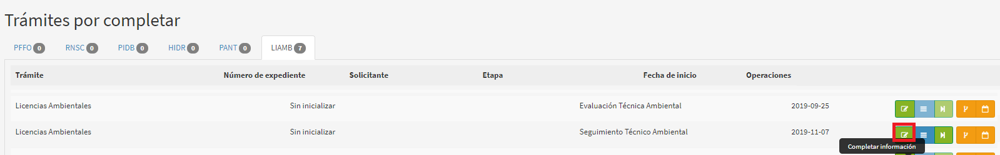 Trámites por completar
PFFO 0 RNSC 0 PIDB 0 HIDR 0 PANT 0 LIAMB 7
Trámite Número de expediente Solicitante Etapa Fecha de inicio Operaciones
Licencias Ambientales Sin inicializar Evaluación Técnica Ambiental 2019-09-25
Licencias Ambientales Sin inicializar Seguimiento Técnico Ambiental 2019-11-07
Completar información